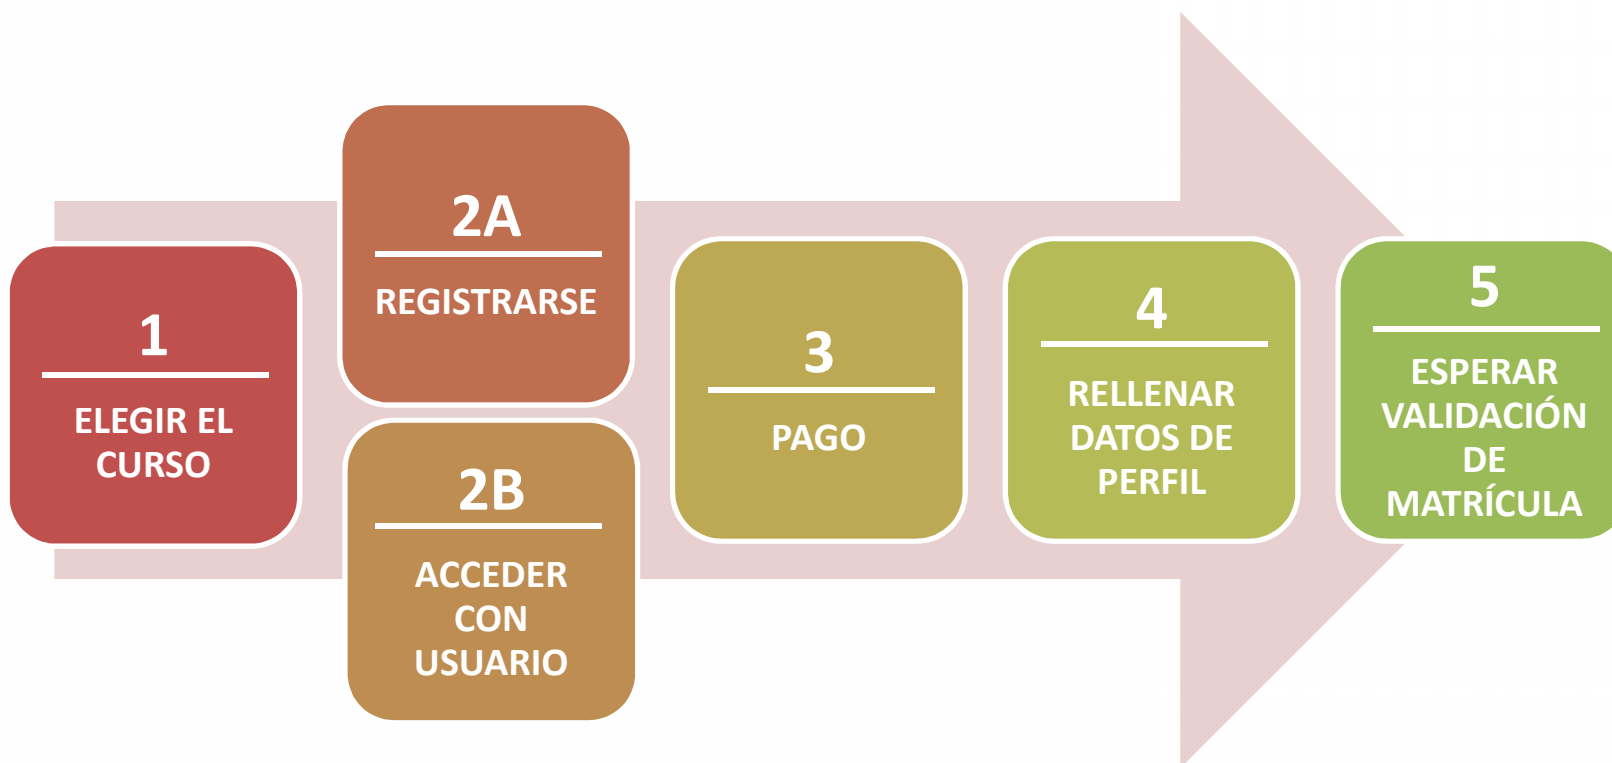 1
ELEGIR EL
CURSO
2A
REGISTRARSE
2B
ACCEDER
CON
USUARIO
3
PAGO
4
RELLENAR
DATOS DE
PERFIL
5
ESPERAR
VALIDACIÓN
DE
MATRÍCULA